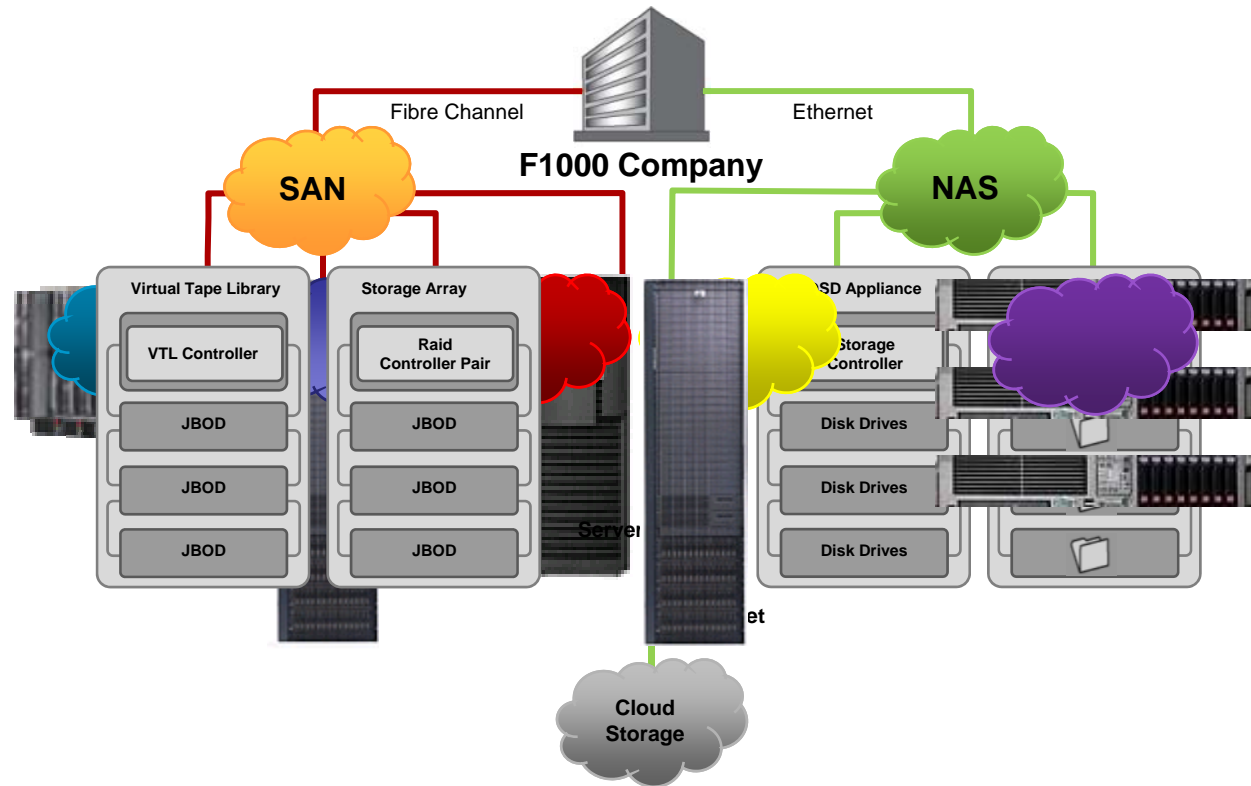 Fibre Channel
Ethernet
F1000 Company
SAN
NAS
Virtual Tape Library
VTL Controller
JBOD
JBOD
JBOD
Storage Array
Raid
Controller Pair
JBOD
JBOD
JBOD
Appliance
Storage
Controller
Disk Drives
Disk Drives
Disk Drives
Cloud
Storage